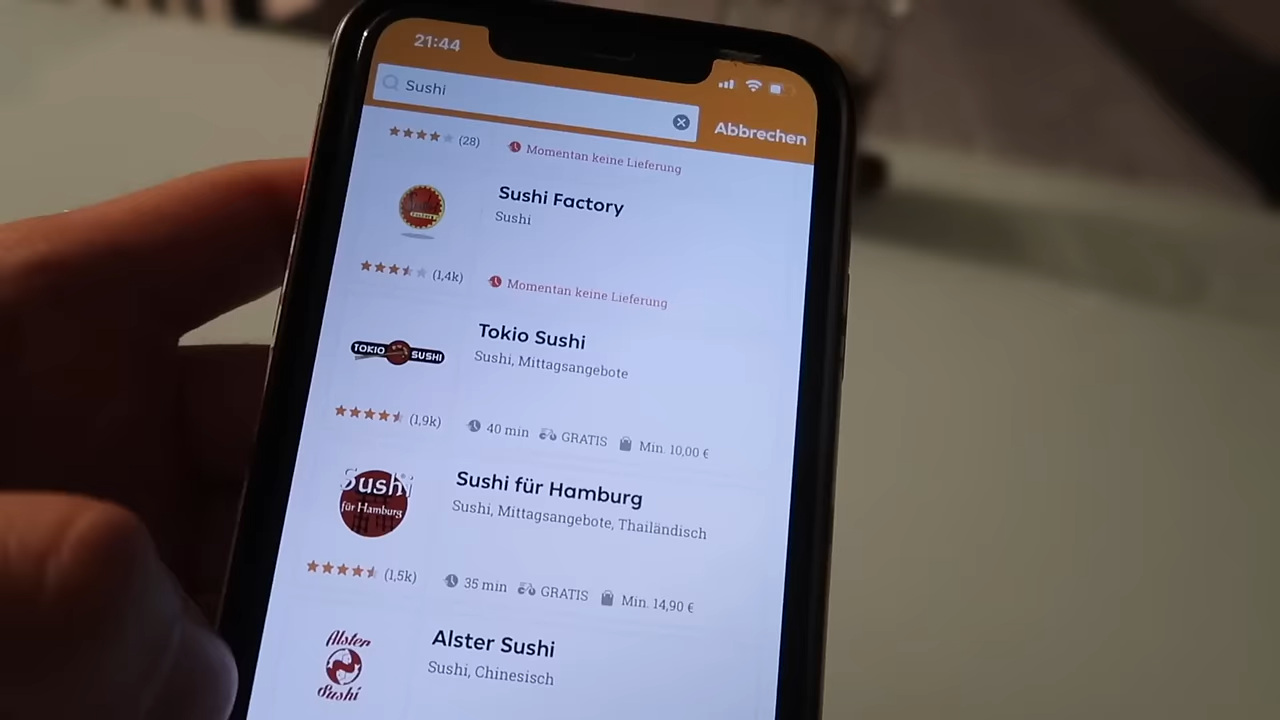 21:44
Sushi
Abbrechen
(28) Momentan keine Lieferung
Sushi Factory
Sushi
(1,4k) Momentan keine Lieferung
TOKIO SUSHI
Tokio Sushi
Sushi, Mittagsangebote
(1,9k) 40 min GRATIS Min. 10,00 €
Sushi
für Hamburg
Sushi für Hamburg
Sushi, Mittagsangebote, Thailändisch
(1,5k) 35 min GRATIS Min. 14,90 €
Alster
Sushi
Alster Sushi
Sushi, Chinesisch